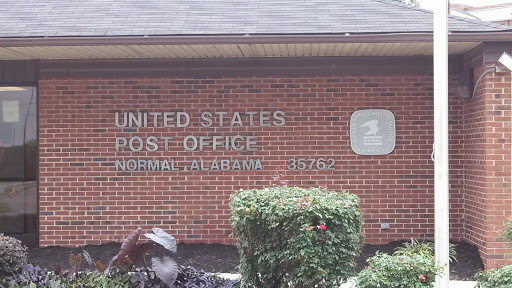 UNITED STATES
POST OFFICE
NORMAL, ALABAMA 35762